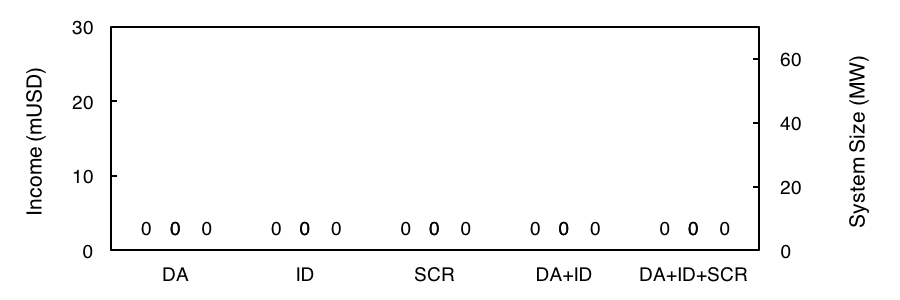 30
20
10
0
Income (mUSD)
60
40
20
0
System Size (MW)
0 0 0 0 0 0 0 0 0 0 0 0 0 0 0
DA ID SCR DA+ID DA+ID+SCR